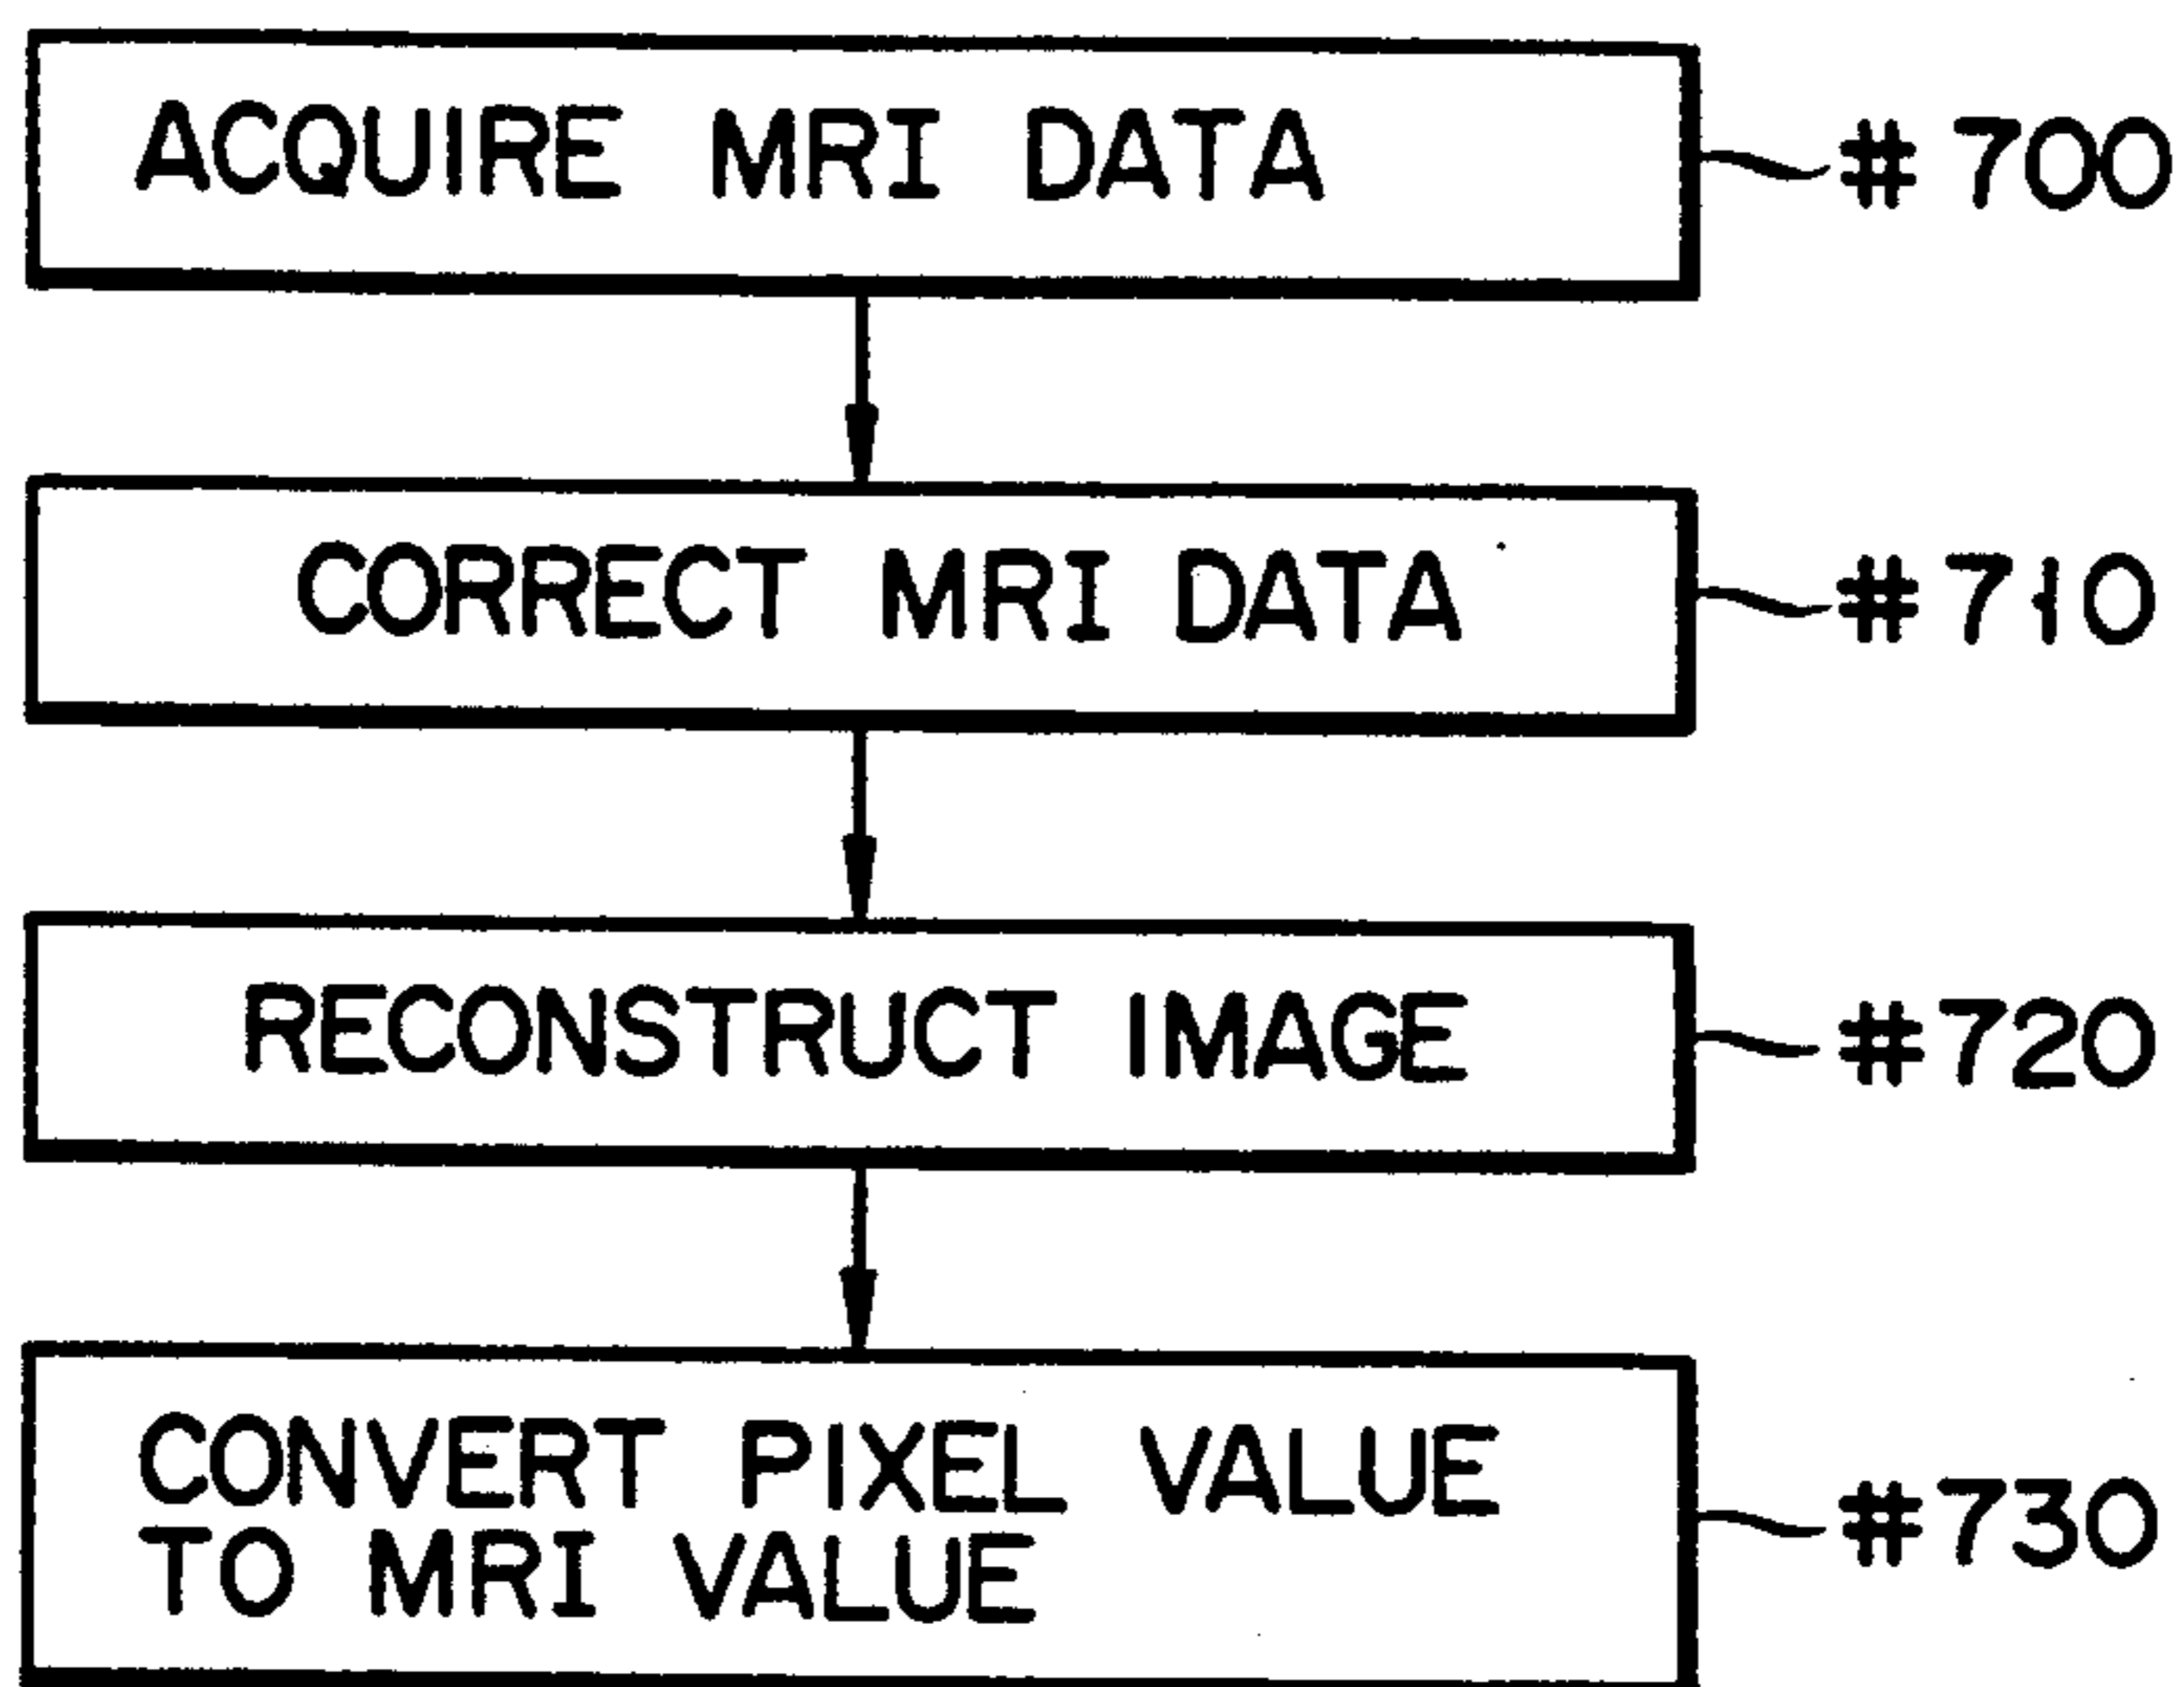 ACQUIRE MRI DATA # 700
CORRECT MRI DATA #710
RECONSTRUCT IMAGE #720
CONVERT PIXEL VALUE
TO MRI VALUE #730